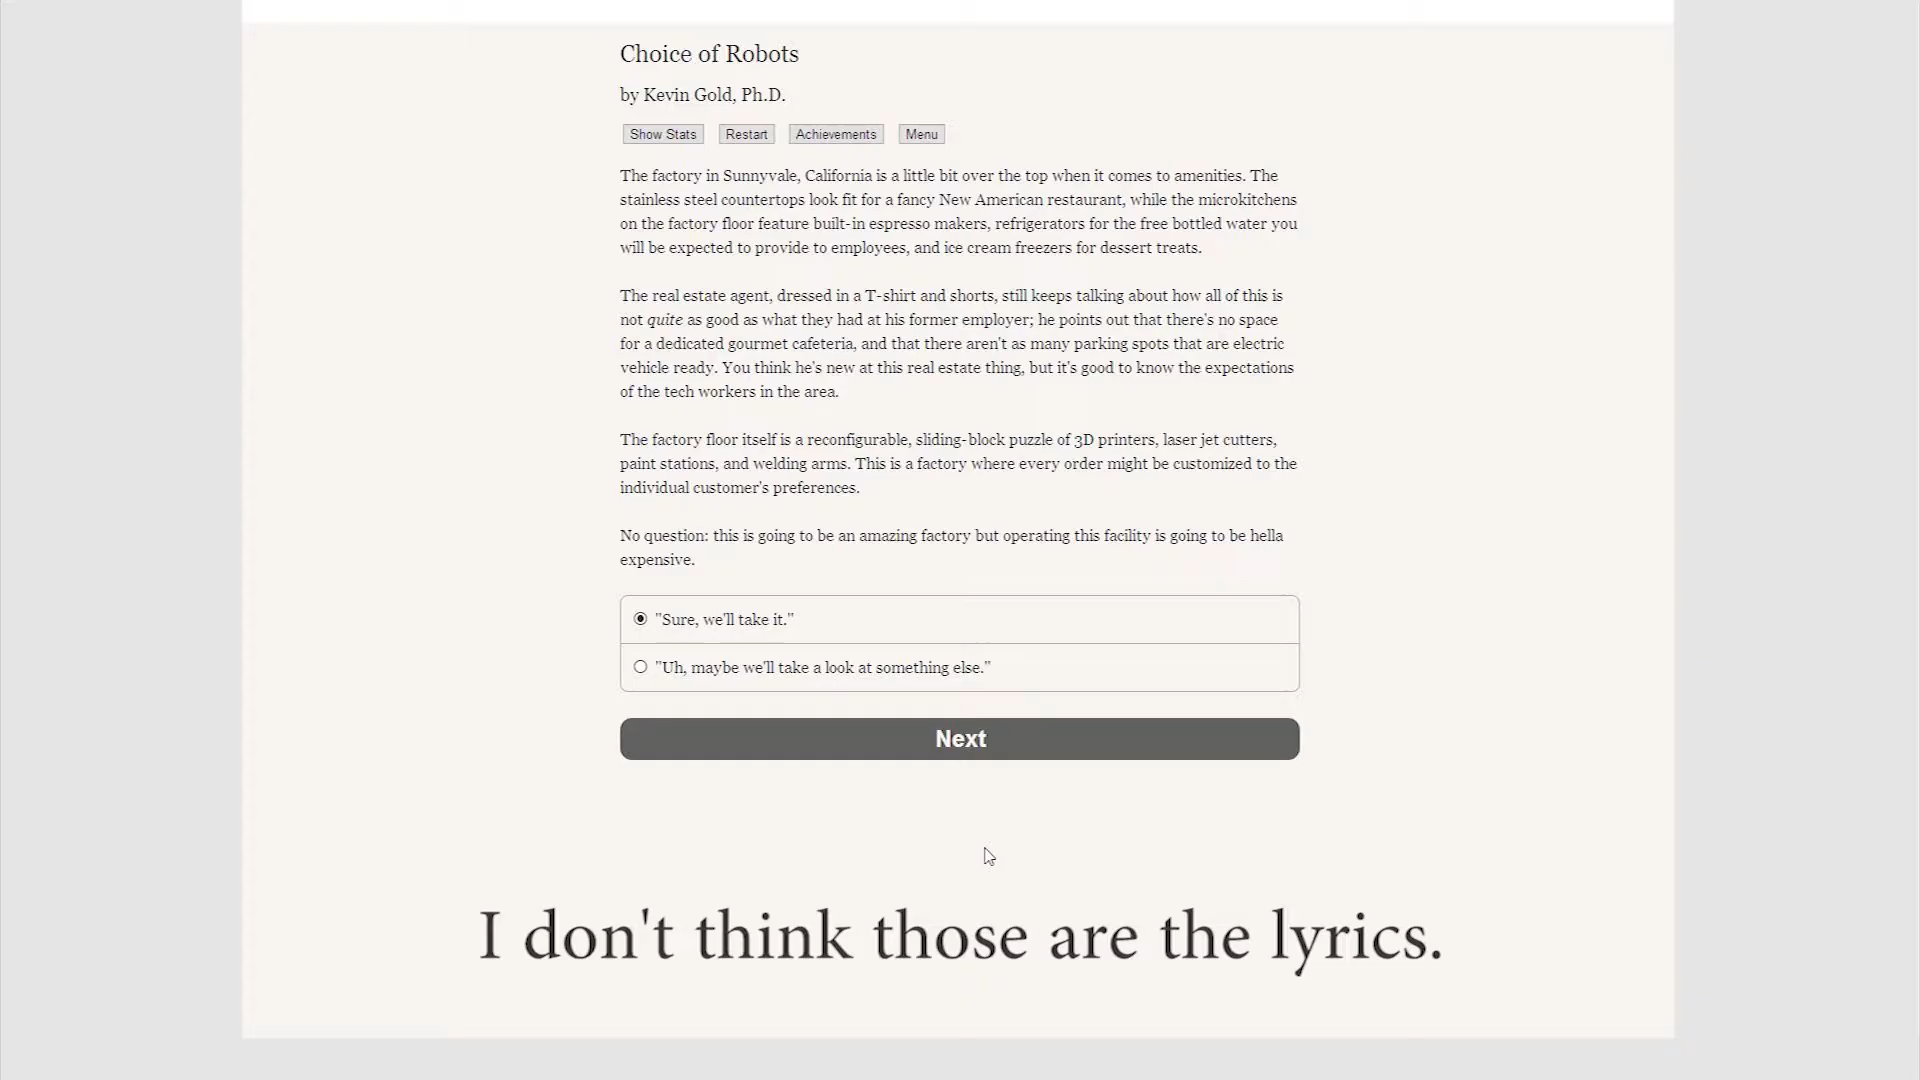 Choice of Robots
by Kevin Gold, Ph.D.
Show Stats Restart Achievements Menu
The factory in Sunnyvale, California is a little bit over the top when it comes to amenities. The
stainless steel countertops look fit for a fancy New American restaurant, while the microkitchens
on the factory floor feature built-in espresso makers, refrigerators for the free bottled water you
will be expected to provide to employees, and ice cream freezers for dessert treats.
The real estate agent, dressed in a T-shirt and shorts, still keeps talking about how all of this is
not quite as good as what they had at his former employer; he points out that there's no space
for a dedicated gourmet cafeteria, and that there aren't as many parking spots that are electric
vehicle ready. You think he's new at this real estate thing, but it's good to know the expectations
of the tech workers in the area.
The factory floor itself is a reconfigurable, sliding-block puzzle of 3D printers, laser jet cutters,
paint stations, and welding arms. This is a factory where every order might be customized to the
individual customer's preferences.
No question: this is going to be an amazing factory but operating this facility is going to be hella
expensive.
"Sure, we'll take it."
"Uh, maybe we'll take a look at something else."
Next
I don't think those are the lyrics.